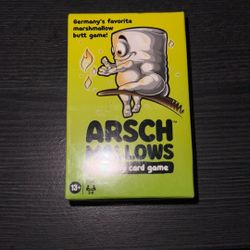 Germany's favorite
marshmallow
butt game!
ARSCH
MALLOWS
card game
13+